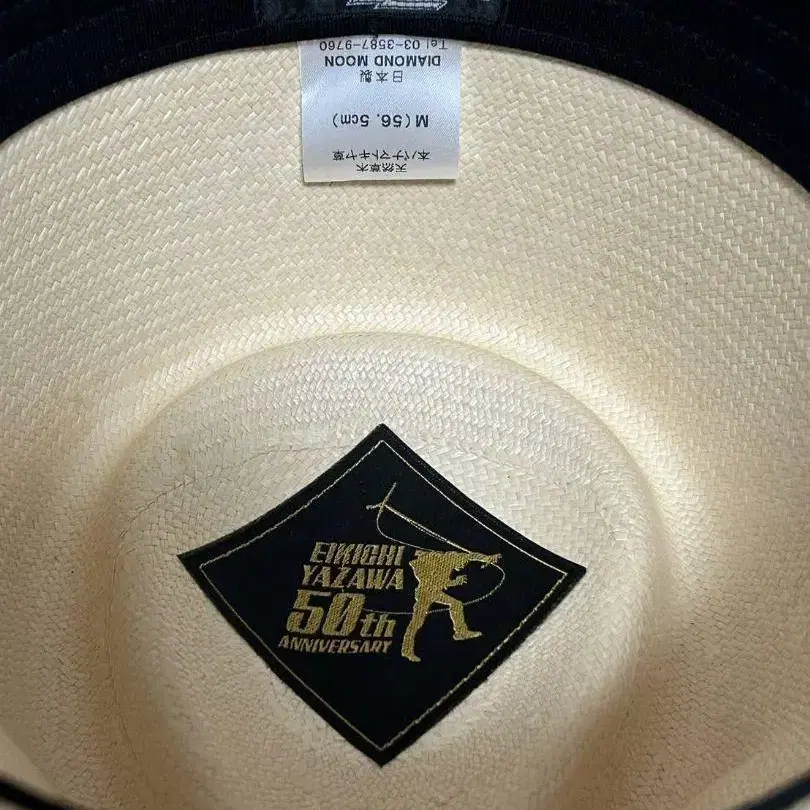 天然草木
本パナマトキヤ草
M (56.5cm)
日本製
DIAMOND MOON
Tel 03-3587-9760
EIKICHI
YAZAWA
50th
ANNIVERSARY